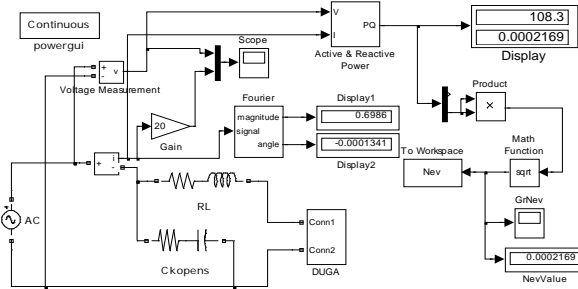 Continuous
powergui
+
-
v
Voltage Measurement
Scope
V
I
PQ
Active & Reactive
Power
108.3
0.0002169
Display
20
Gain
Fourier
magnitude
signal
angle
Display1
0.6986
-0.0001341
Display2
Product
×
To Workspace
Nev
Math
Function
sqrt
GrNev
0.0002169
NevValue
+
i
-
AC
RL
Ckopens
Conn1
Conn2
DUGA